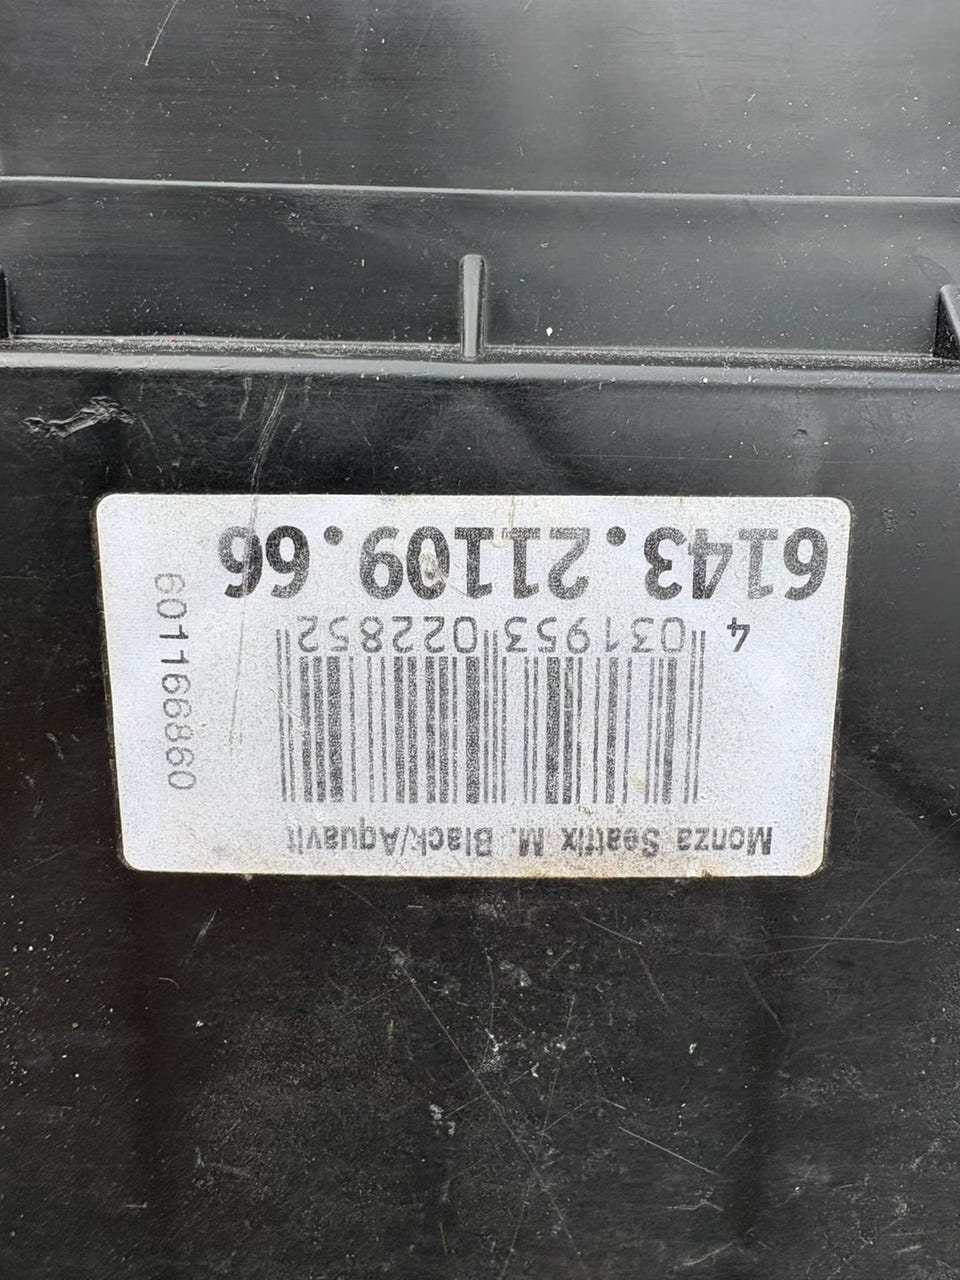 Monza Seatfix M. Black/Aquavit
4 031953 022852
6143.21109.66
601166860